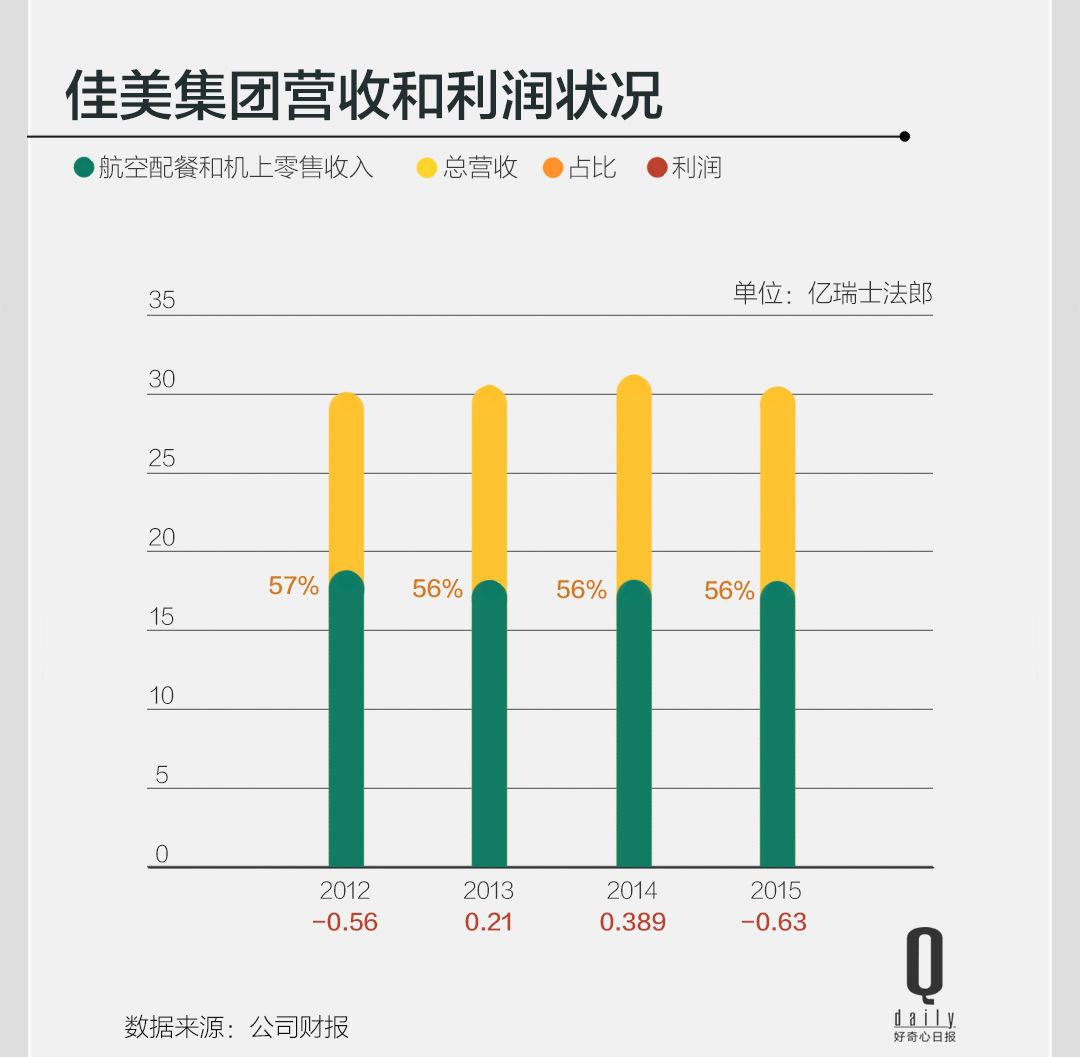 佳美集团营收和利润状况
航空配餐和机上零售收入 总营收 占比 利润
单位：亿瑞士法郎
35
30
25
20
57% 56% 56% 56%
15
10
5
0
2012 2013 2014 2015
−0.56 0.21 0.389 −0.63
Q
daily
好奇心日报
数据来源：公司财报